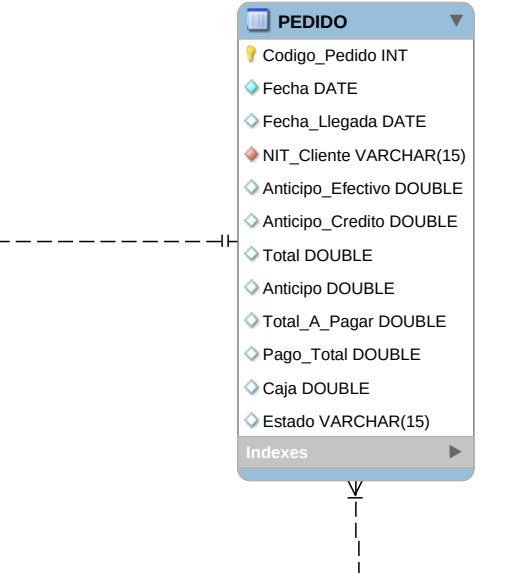 PEDIDO
Codigo_Pedido INT
Fecha DATE
Fecha_Llegada DATE
NIT_Cliente VARCHAR(15)
Anticipo_Efectivo DOUBLE
Anticipo_Credito DOUBLE
Total DOUBLE
Anticipo DOUBLE
Total_A_Pagar DOUBLE
Pago_Total DOUBLE
Caja DOUBLE
Estado VARCHAR(15)
Indexes